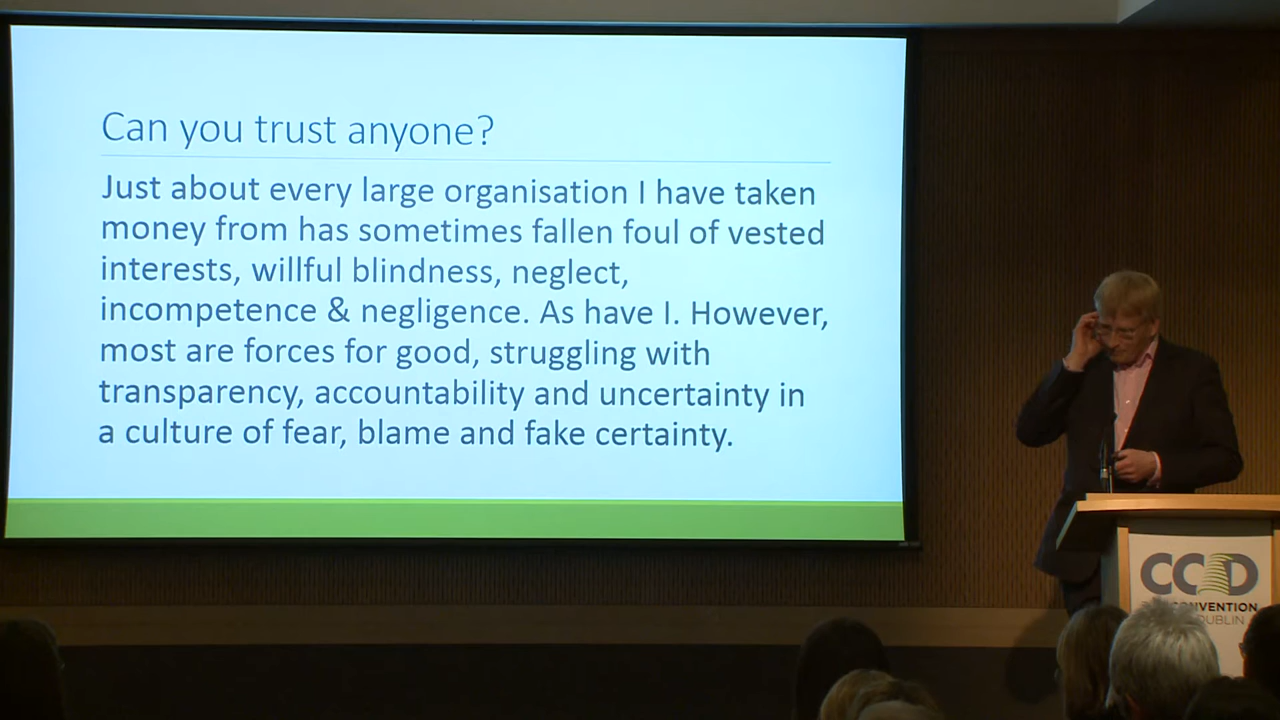 Can you trust anyone?
Just about every large organisation I have taken
money from has sometimes fallen foul of vested
interests, willful blindness, neglect,
incompetence & negligence. As have I. However,
most are forces for good, struggling with
transparency, accountability and uncertainty in
a culture of fear, blame and fake certainty.
CCD
CONVENTION
DUBLIN